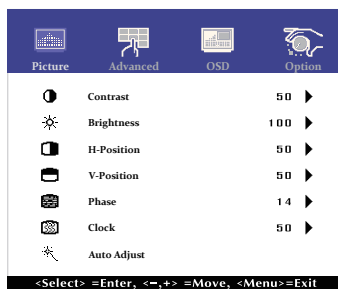 Picture Advanced OSD Option
Contrast 50
Brightness 100
H-Position 50
V-Position 50
Phase 14
Clock 50
Auto Adjust
<Select> =Enter, <-,+> =Move, <Menu>=Exit